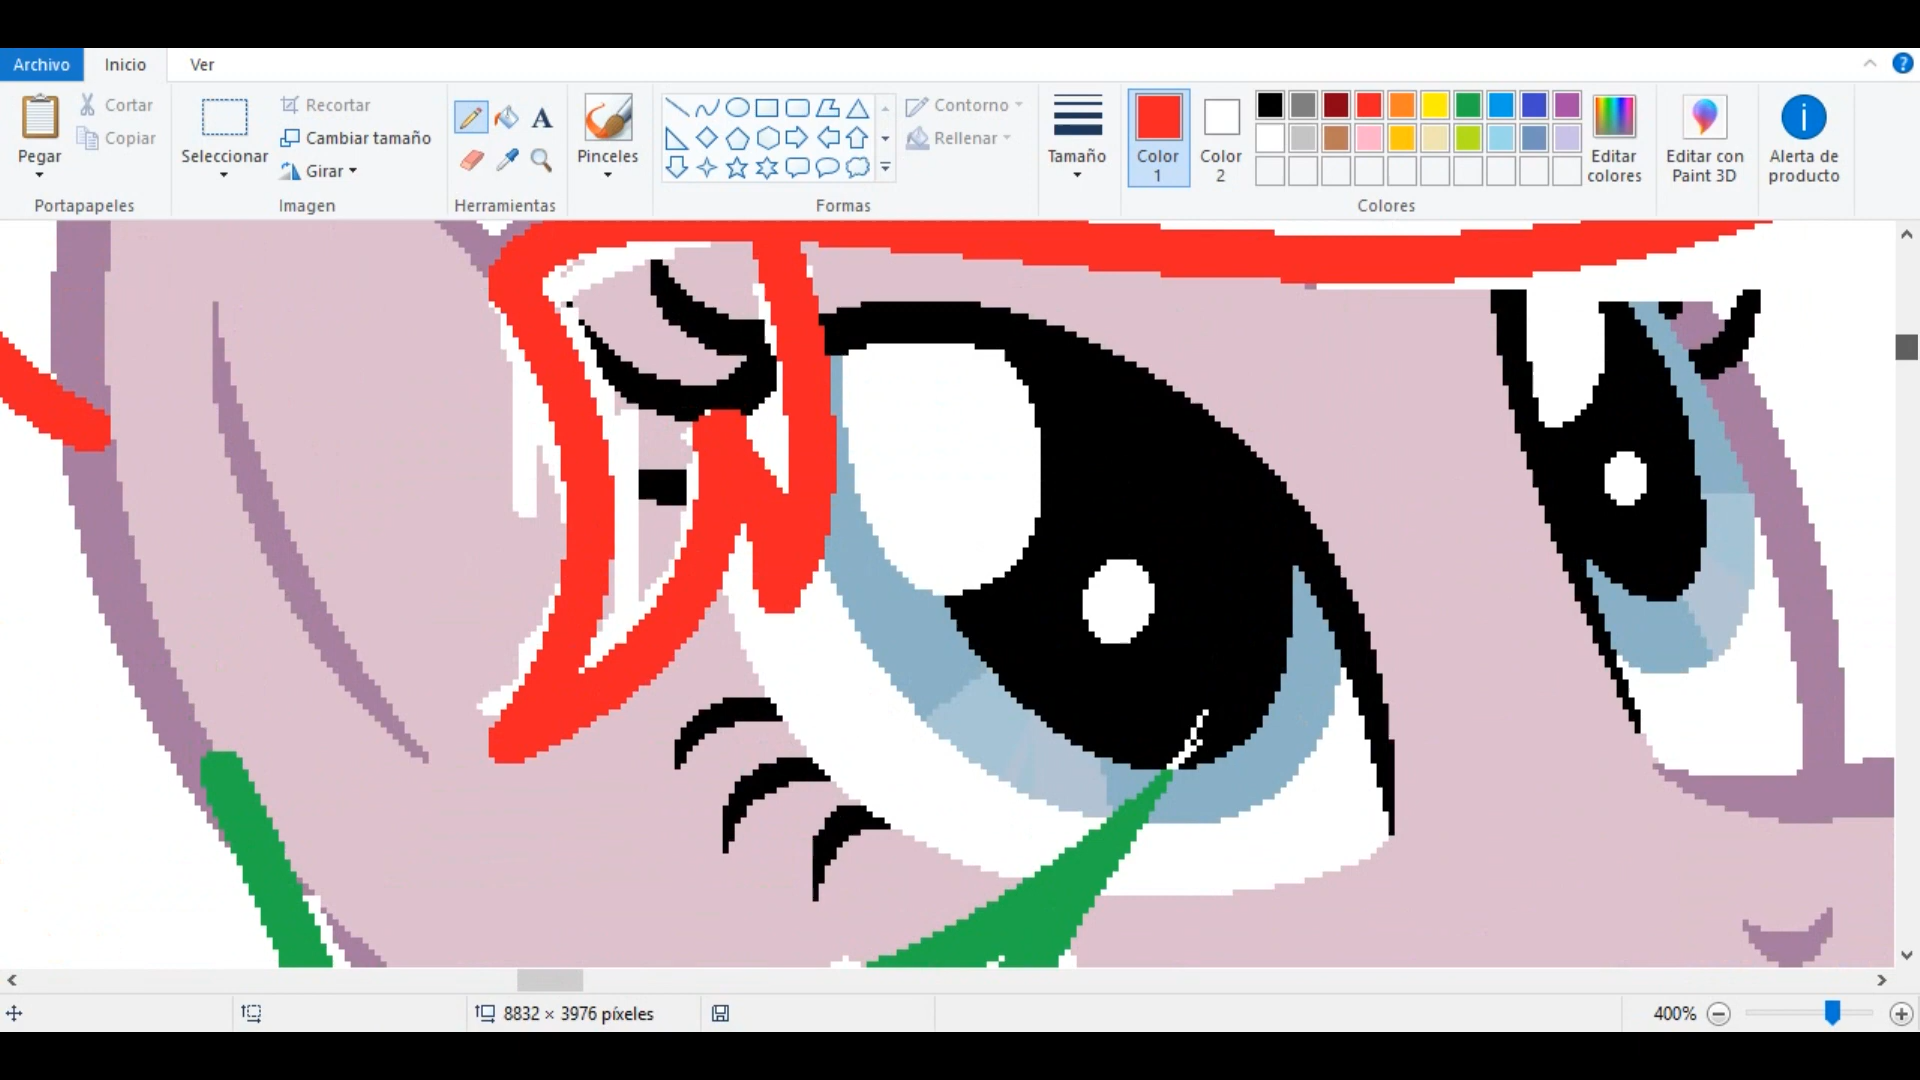 Archivo Inicio Ver
Pegar
Cortar
Copiar
Portapapeles
Seleccionar
Recortar
Cambiar tamaño
Girar
Imagen
A
Herramientas
Pinceles
Contorno
Rellenar
Formas
Tamaño
Color
1
Color
2
Editar
colores
Colores
Editar con
Paint 3D
Alerta de
producto
8832 × 3976 píxeles
400%